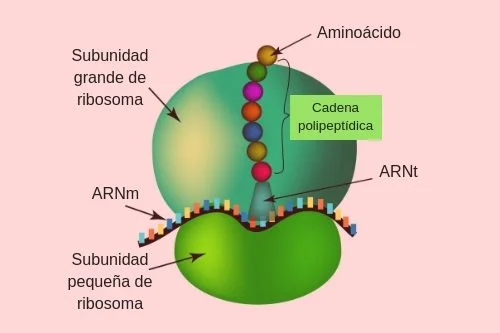 Aminoácido
Subunidad
grande de
ribosoma
Cadena
polipeptídica
ARNt
ARNm
Subunidad
pequeña de
ribosoma